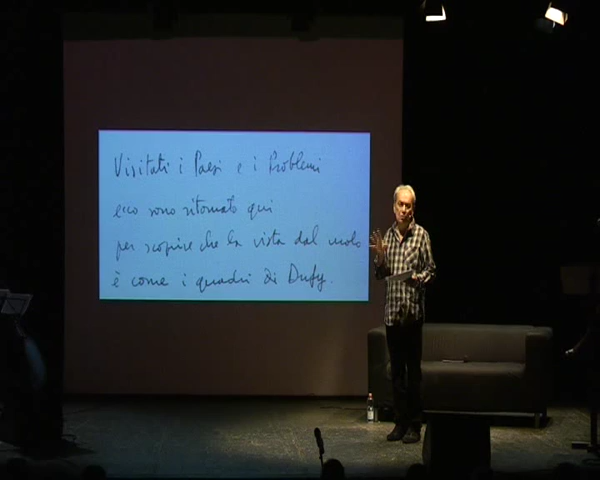 Visitati i Paesi e i Problemi
ecco sono ritornato qui
per scoprire che la vista dal molo
è come i quadri di Dufy.